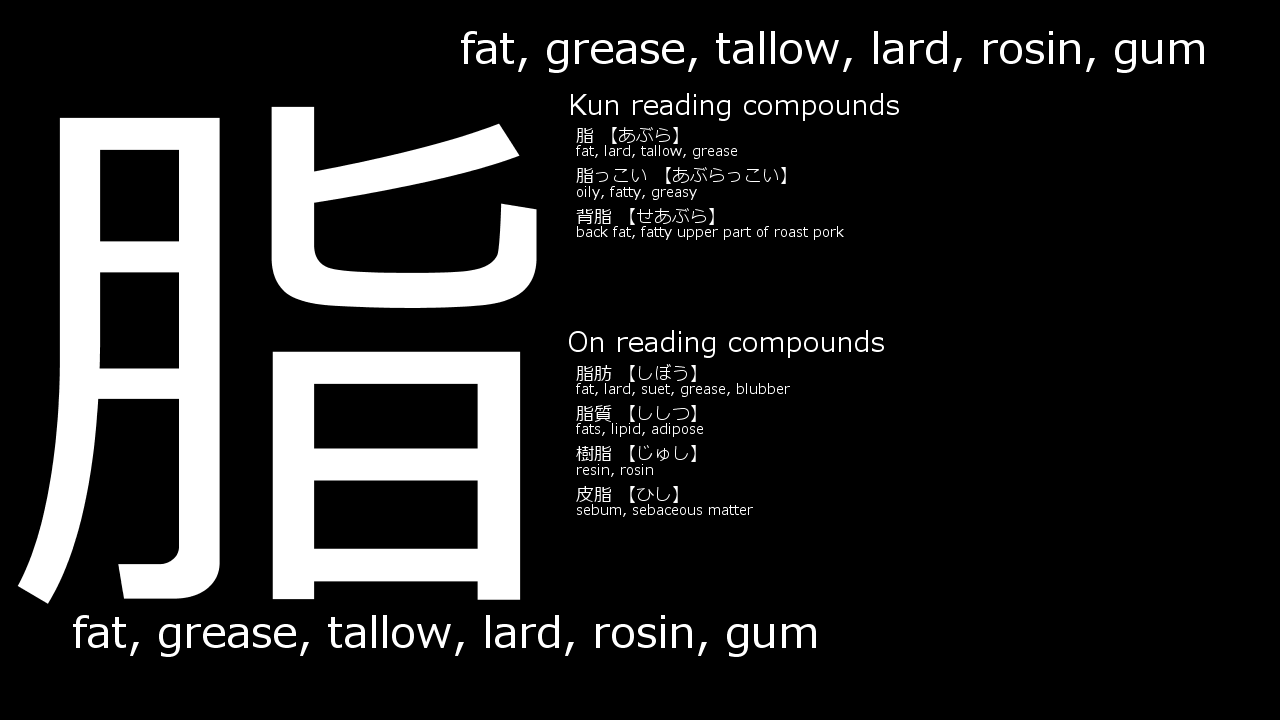 fat, grease, tallow, lard, rosin, gum
脂
Kun reading compounds
脂 【あぶら】
fat, lard, tallow, grease
脂っこい 【あぶらっこい】
oily, fatty, greasy
背脂 【せあぶら】
back fat, fatty upper part of roast pork
On reading compounds
脂肪 【しぼう】
fat, lard, suet, grease, blubber
脂質 【ししつ】
fats, lipid, adipose
樹脂 【じゅし】
resin, rosin
皮脂 【ひし】
sebum, sebaceous matter
fat, grease, tallow, lard, rosin, gum